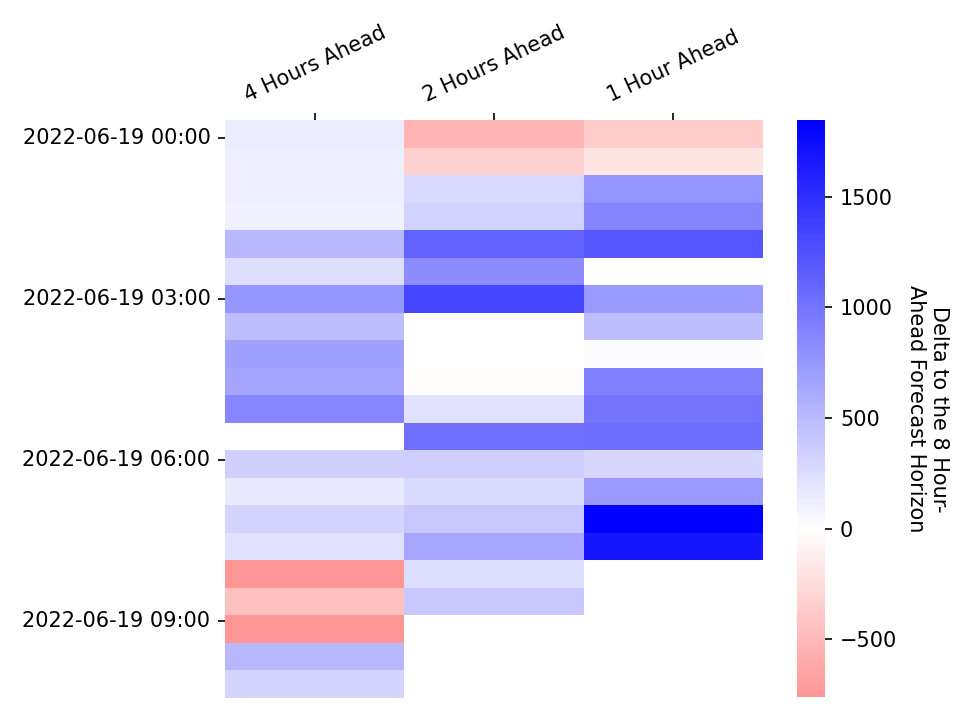 4 Hours Ahead
2 Hours Ahead
1 Hour Ahead
2022-06-19 00:00
2022-06-19 03:00
2022-06-19 06:00
2022-06-19 09:00
1500
1000
500
0
−500
Delta to the 8 Hour-
Ahead Forecast Horizon